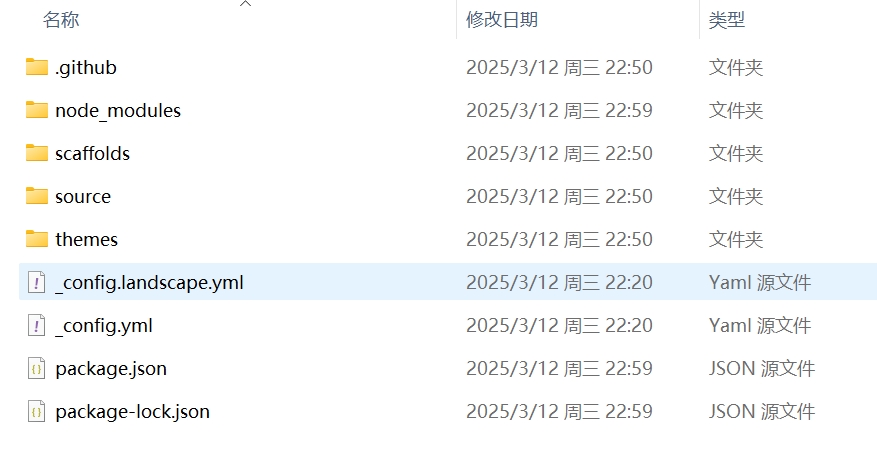 名称 修改日期 类型
.github 2025/3/12 周三 22:50 文件夹
node_modules 2025/3/12 周三 22:59 文件夹
scaffolds 2025/3/12 周三 22:50 文件夹
source 2025/3/12 周三 22:50 文件夹
themes 2025/3/12 周三 22:50 文件夹
_config.landscape.yml 2025/3/12 周三 22:20 Yaml 源文件
_config.yml 2025/3/12 周三 22:20 Yaml 源文件
package.json 2025/3/12 周三 22:59 JSON 源文件
package-lock.json 2025/3/12 周三 22:59 JSON 源文件